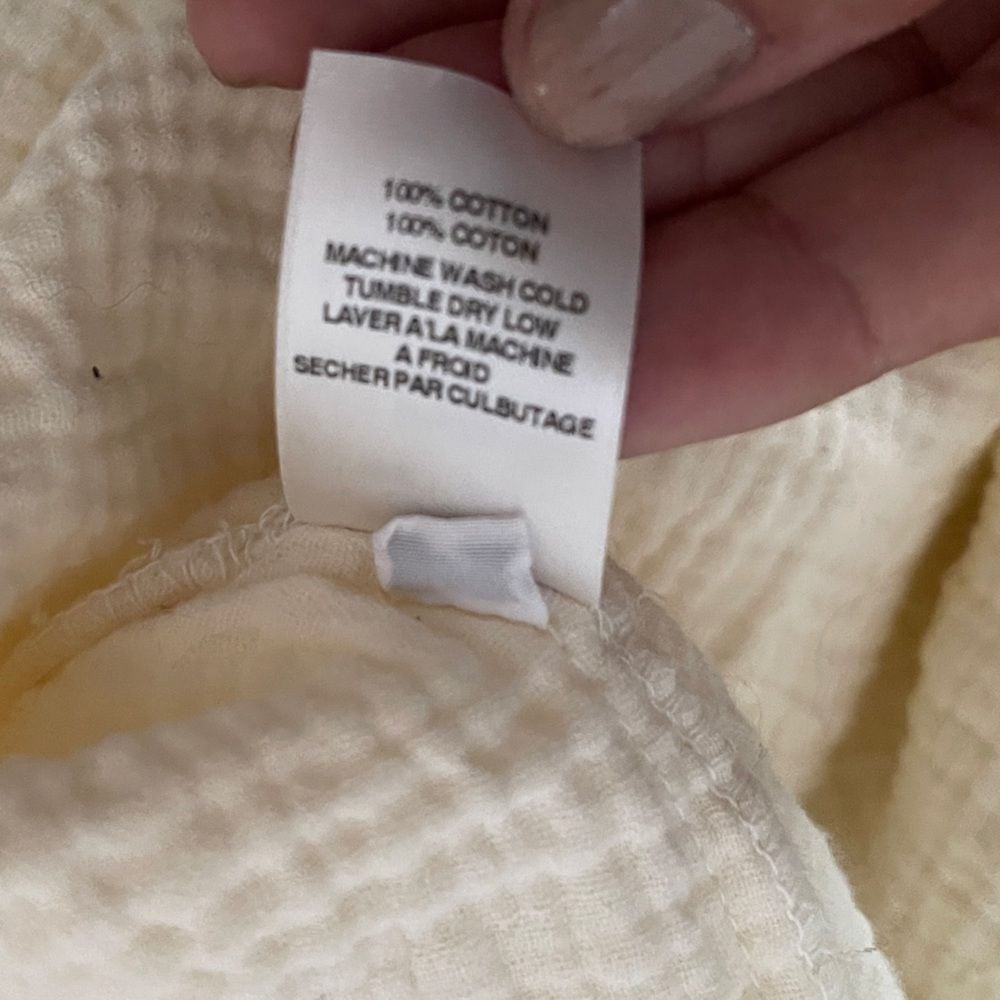 100% COTTON
100% COTON
MACHINE WASH COLD
TUMBLE DRY LOW
LAVER A'LA MACHINE
A FROID
SECHER PAR CULBUTAGE